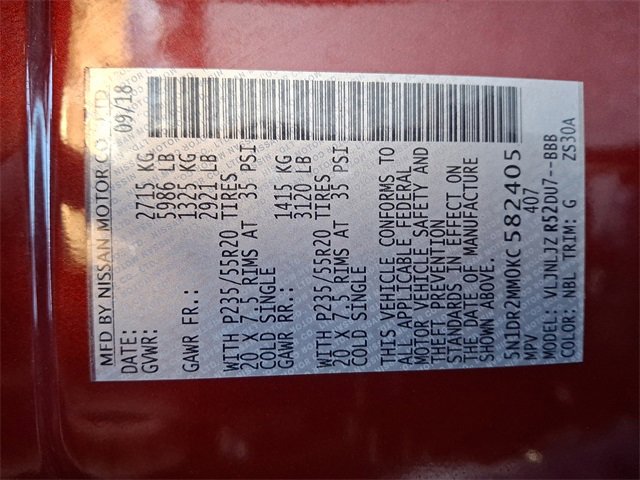 MFD BY NISSAN MOTOR CO., LTD.
DATE: 09/18
GVWR: 2715 KG
5986 LB
GAWR FR.: 1325 KG
2921 LB
WITH P235/55R20 TIRES
20 X 7.5 RIMS AT 35 PSI
COLD SINGLE
GAWR RR.: 1415 KG
3120 LB
WITH P235/55R20 TIRES
20 X 7.5 RIMS AT 35 PSI
COLD SINGLE
THIS VEHICLE CONFORMS TO
ALL APPLICABLE FEDERAL
MOTOR VEHICLE SAFETY AND
THEFT PREVENTION
STANDARDS IN EFFECT ON
THE DATE OF MANUFACTURE
SHOWN ABOVE.
5N1DR2MM0KC582405
MPV 407
MODEL: VLJNLJZ R52DU7--BBB
COLOR: NBL TRIM: G ZS30A